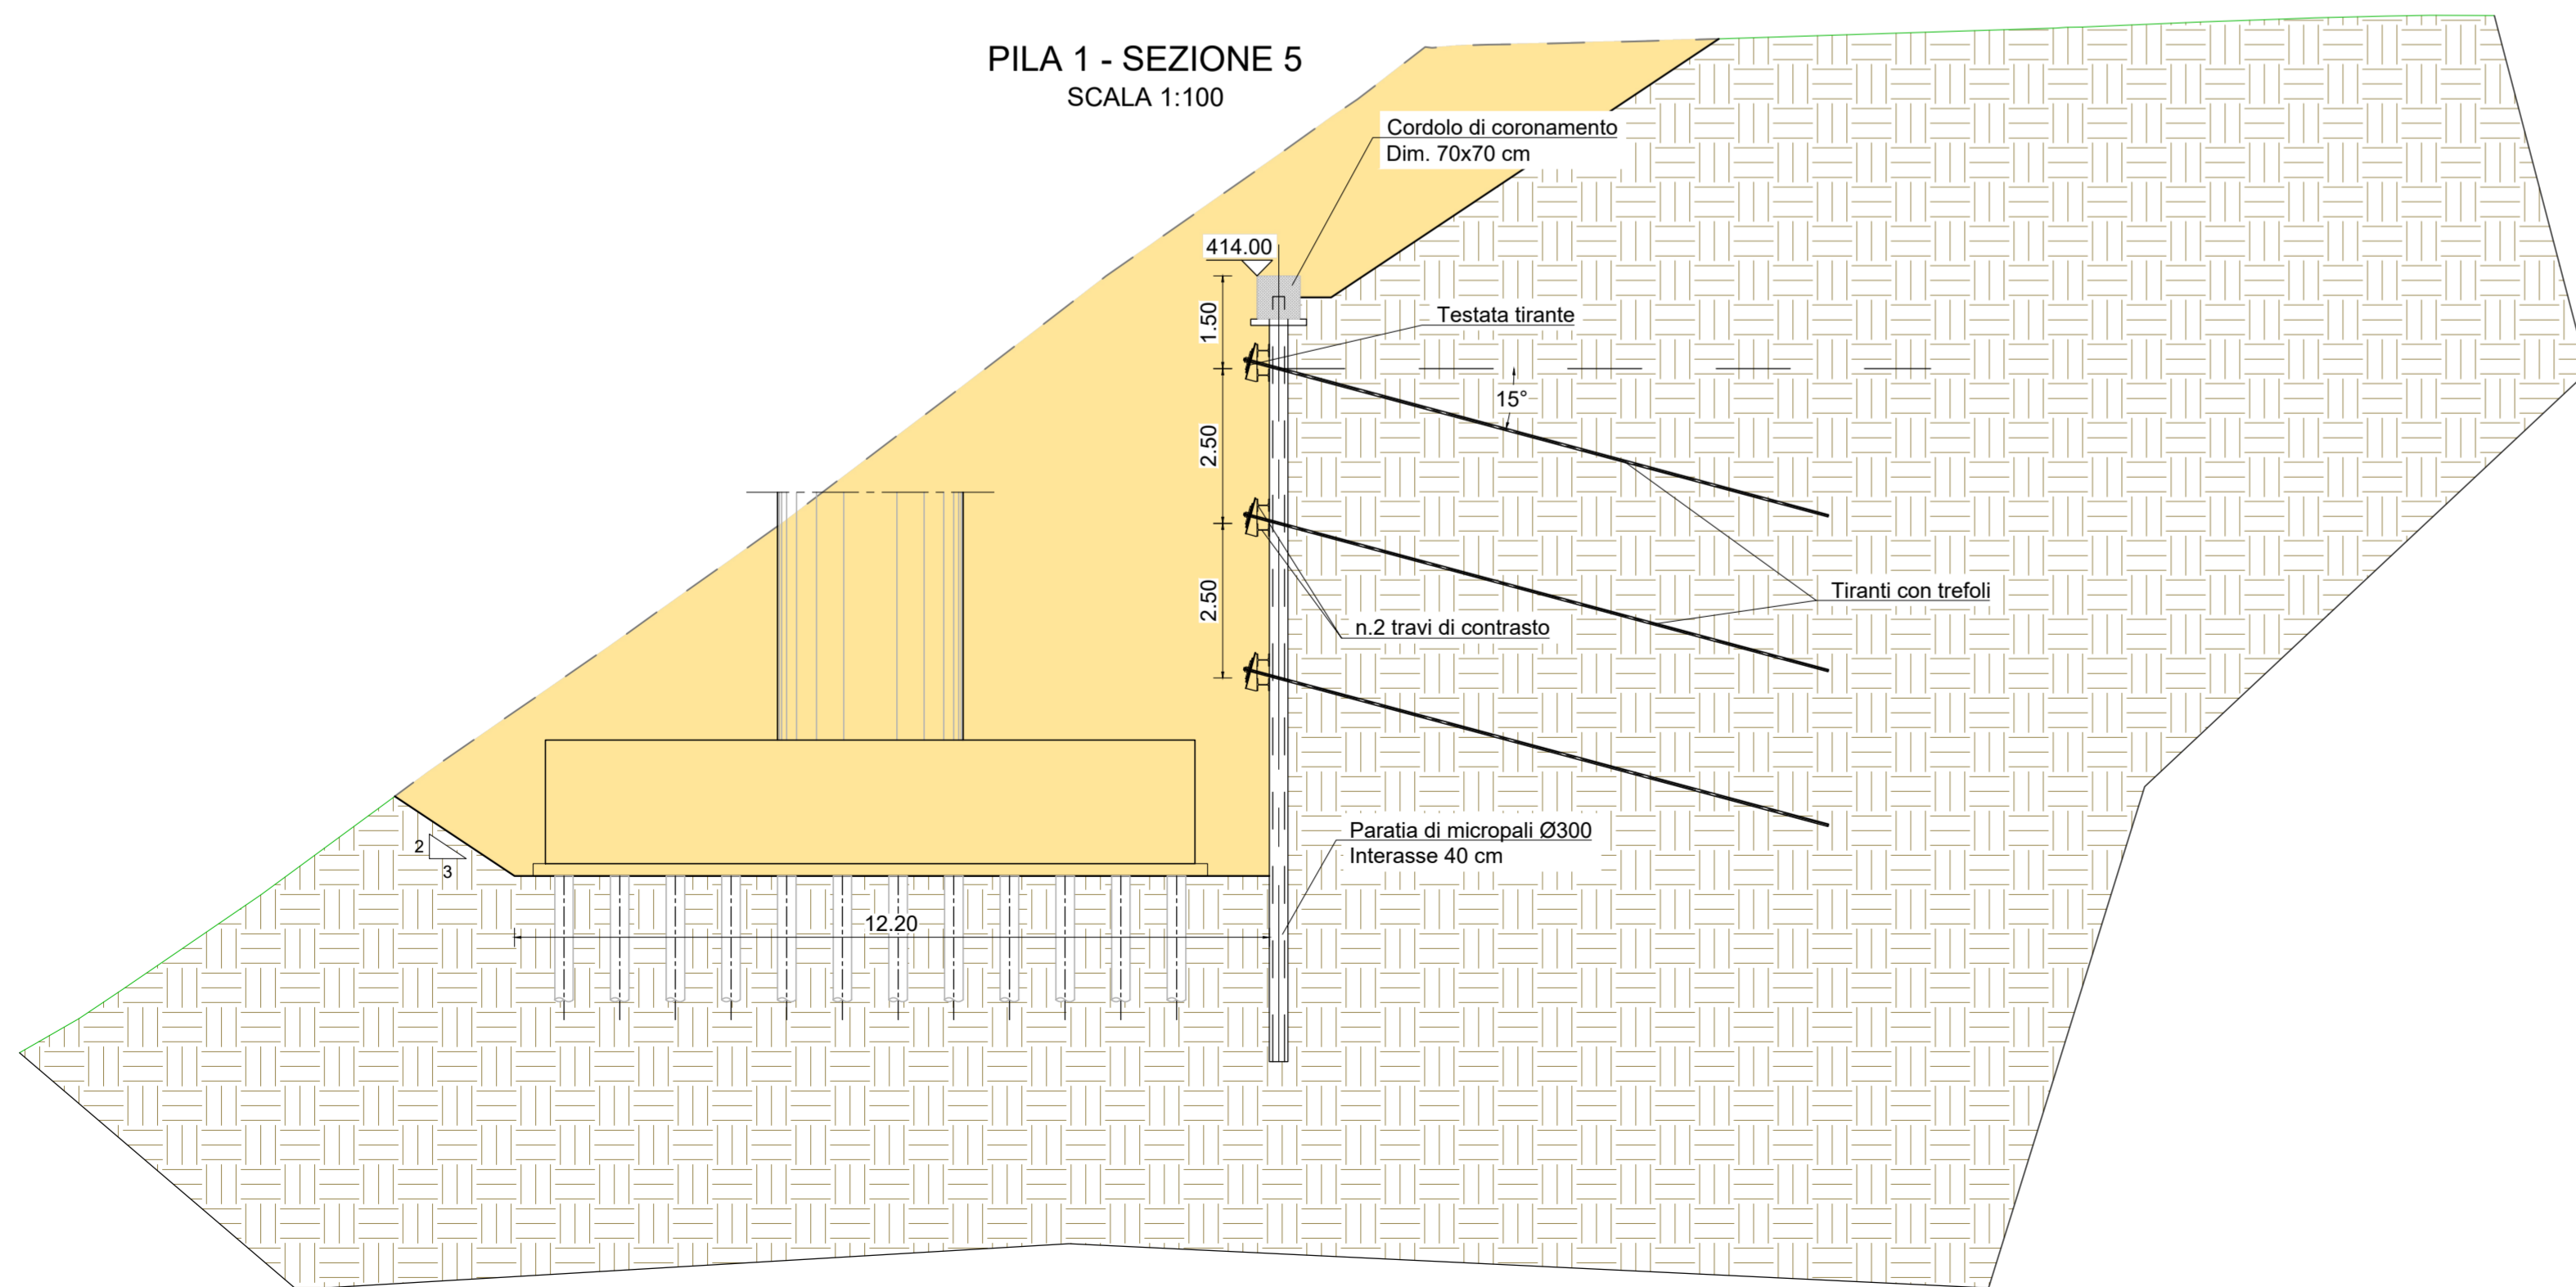 PILA 1 - SEZIONE 5
SCALA 1:100
Cordolo di coronamento
Dim. 70x70 cm
414.00
1.50
Testata tirante
15°
2.50
2.50
Tiranti con trefoli
n.2 travi di contrasto
Paratia di micropali Ø300
Interasse 40 cm
2
3
12.20